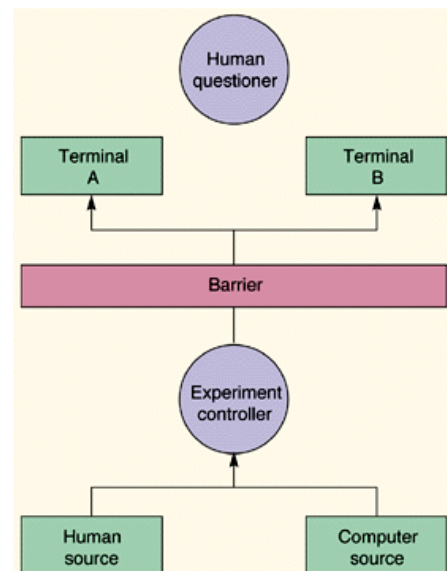 Human
questioner
Terminal
A
Terminal
B
Barrier
Experiment
controller
Human
source
Computer
source